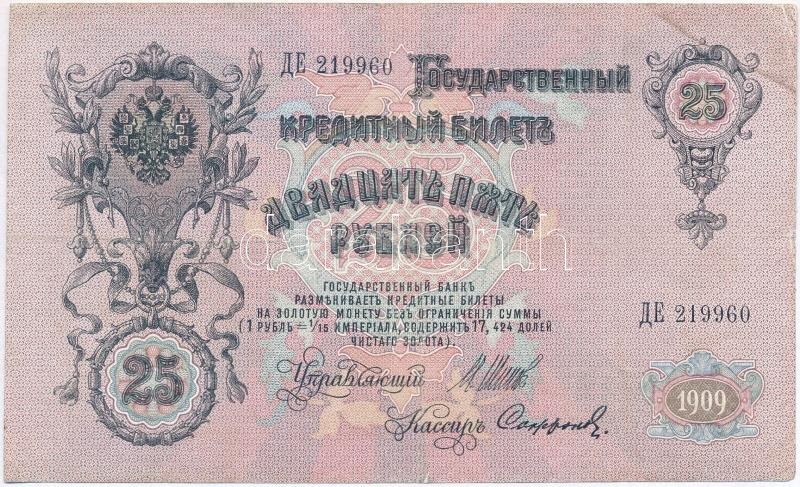 ДЕ 219960
Государственный
25
Кредитный Билетъ
Двадцать пять
рублей
ГОСУДАРСТВЕННЫЙ БАНКЪ
РАЗМѢНИВАЕТЪ КРЕДИТНЫЕ БИЛЕТЫ
НА ЗОЛОТУЮ МОНЕТУ БЕЗЪ ОГРАНИЧЕНІЯ СУММЫ
(1 РУБЛЬ = 1/15 ИМПЕРІАЛА, СОДЕРЖИТЪ 17, 424 ДОЛЕЙ
ЧИСТАГО ЗОЛОТА).
ДЕ 219960
25
Управляющій
Кассиръ
1909